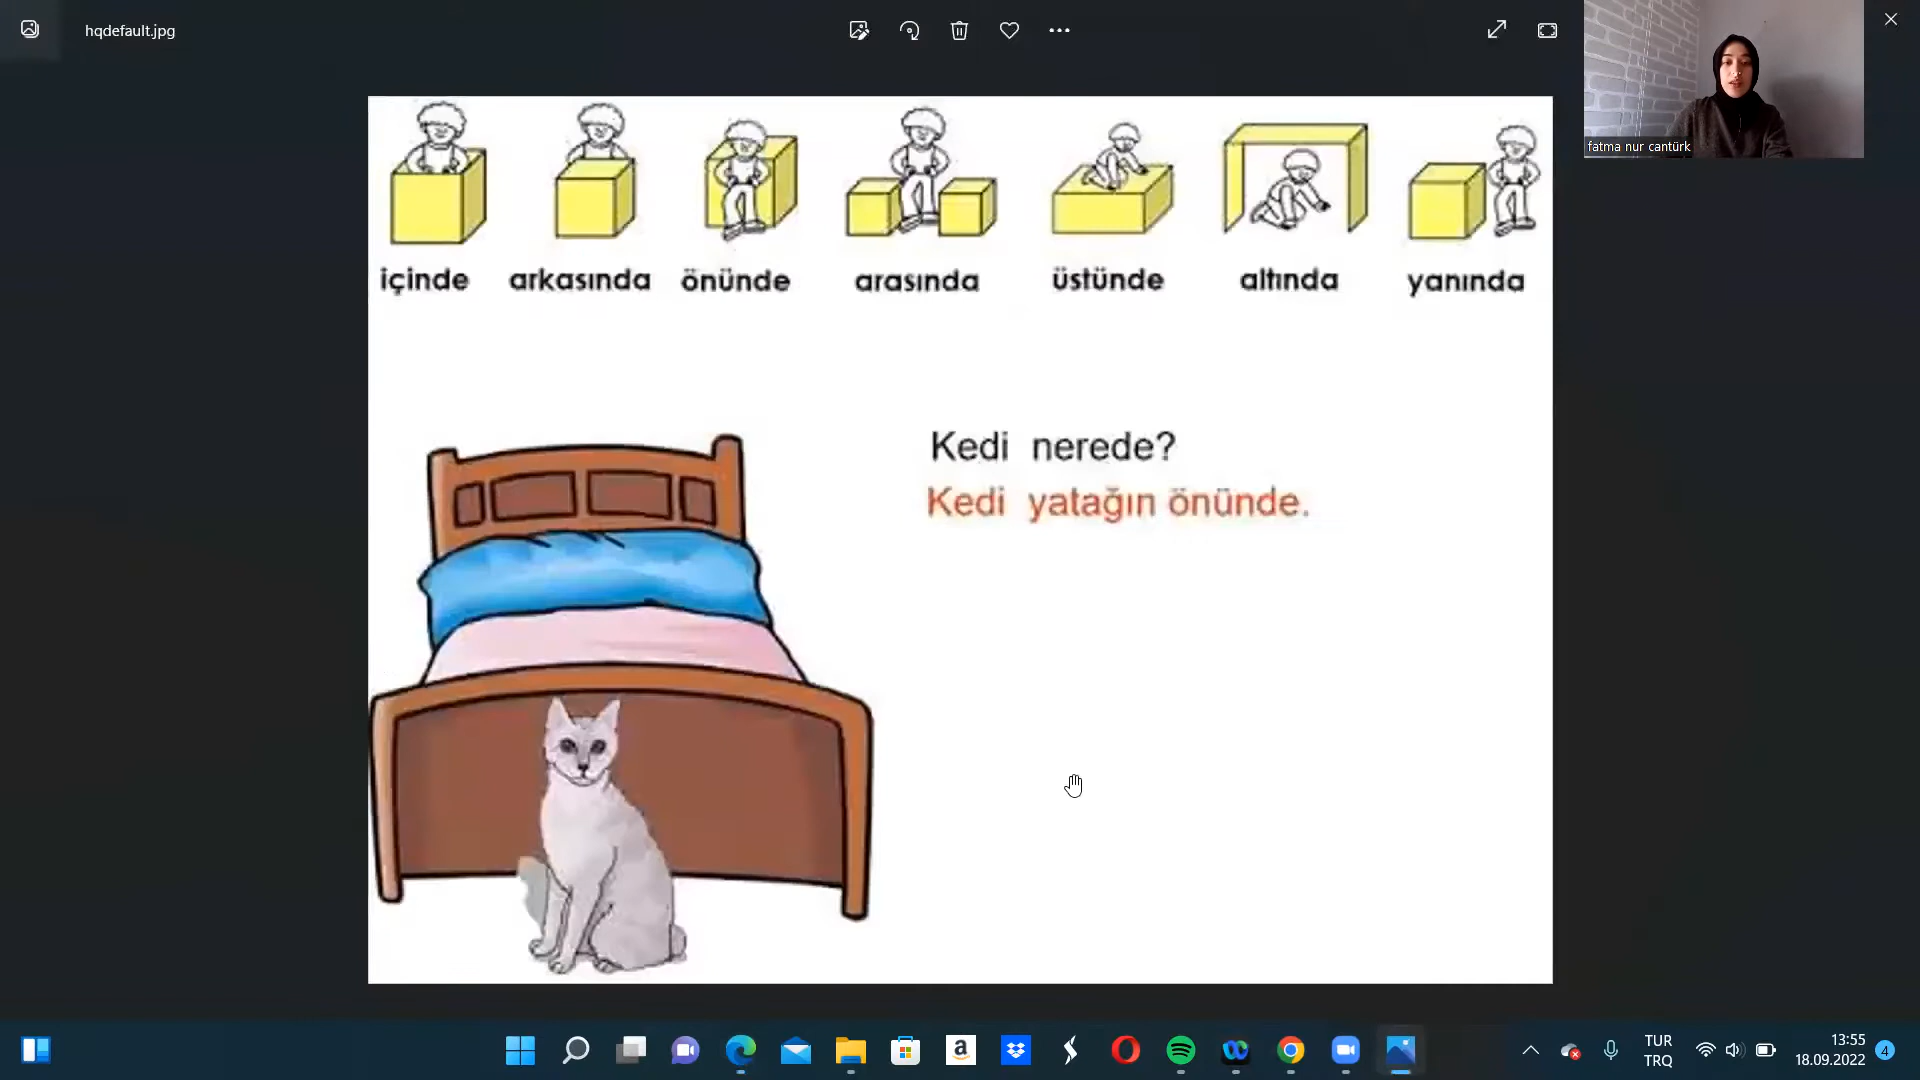 hqdefault.jpg
fatma nur cantürk
içinde arkasında önünde arasında üstünde altında yanında
Kedi nerede?
Kedi yatağın önünde.
TUR
TRQ
13:55
18.09.2022
4